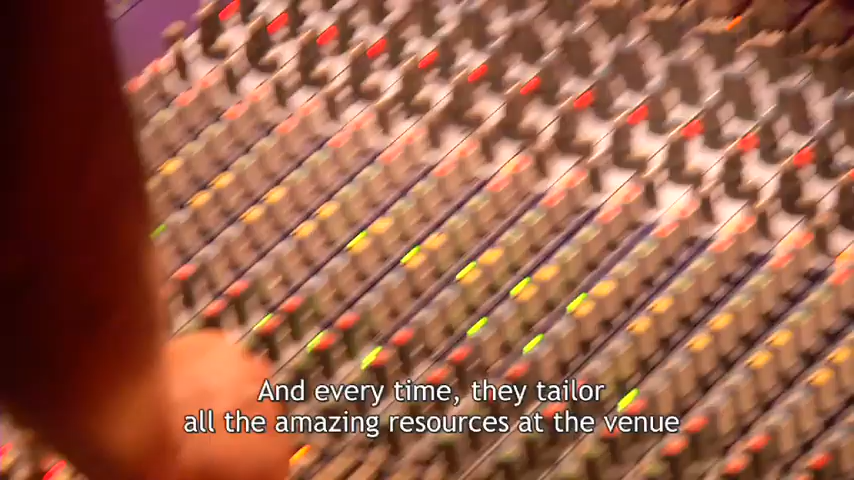 And every time, they tailor
all the amazing resources at the venue